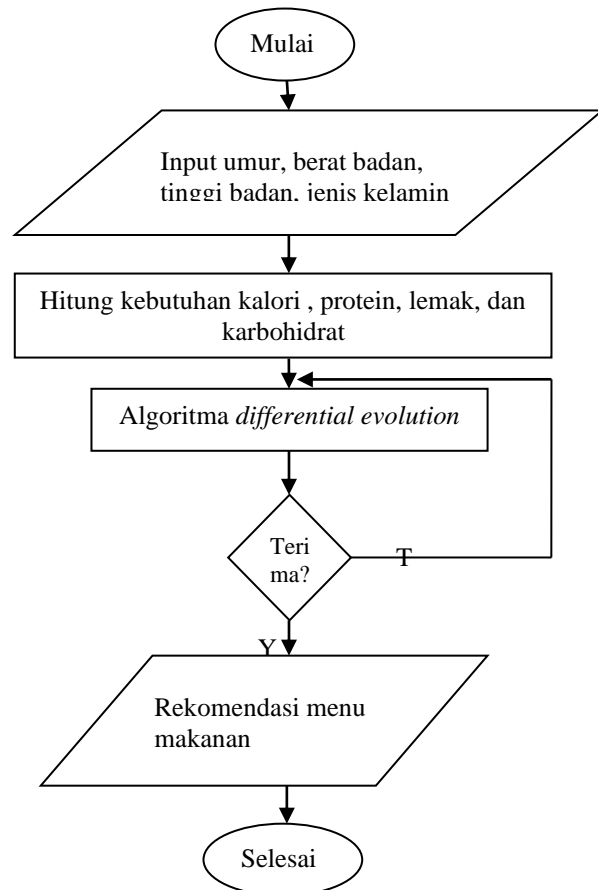 Mulai
Input umur, berat badan,
tinggi badan, jenis kelamin
Hitung kebutuhan kalori , protein, lemak, dan
karbohidrat
Algoritma differential evolution
Teri
ma?
T
Y
Rekomendasi menu
makanan
Selesai